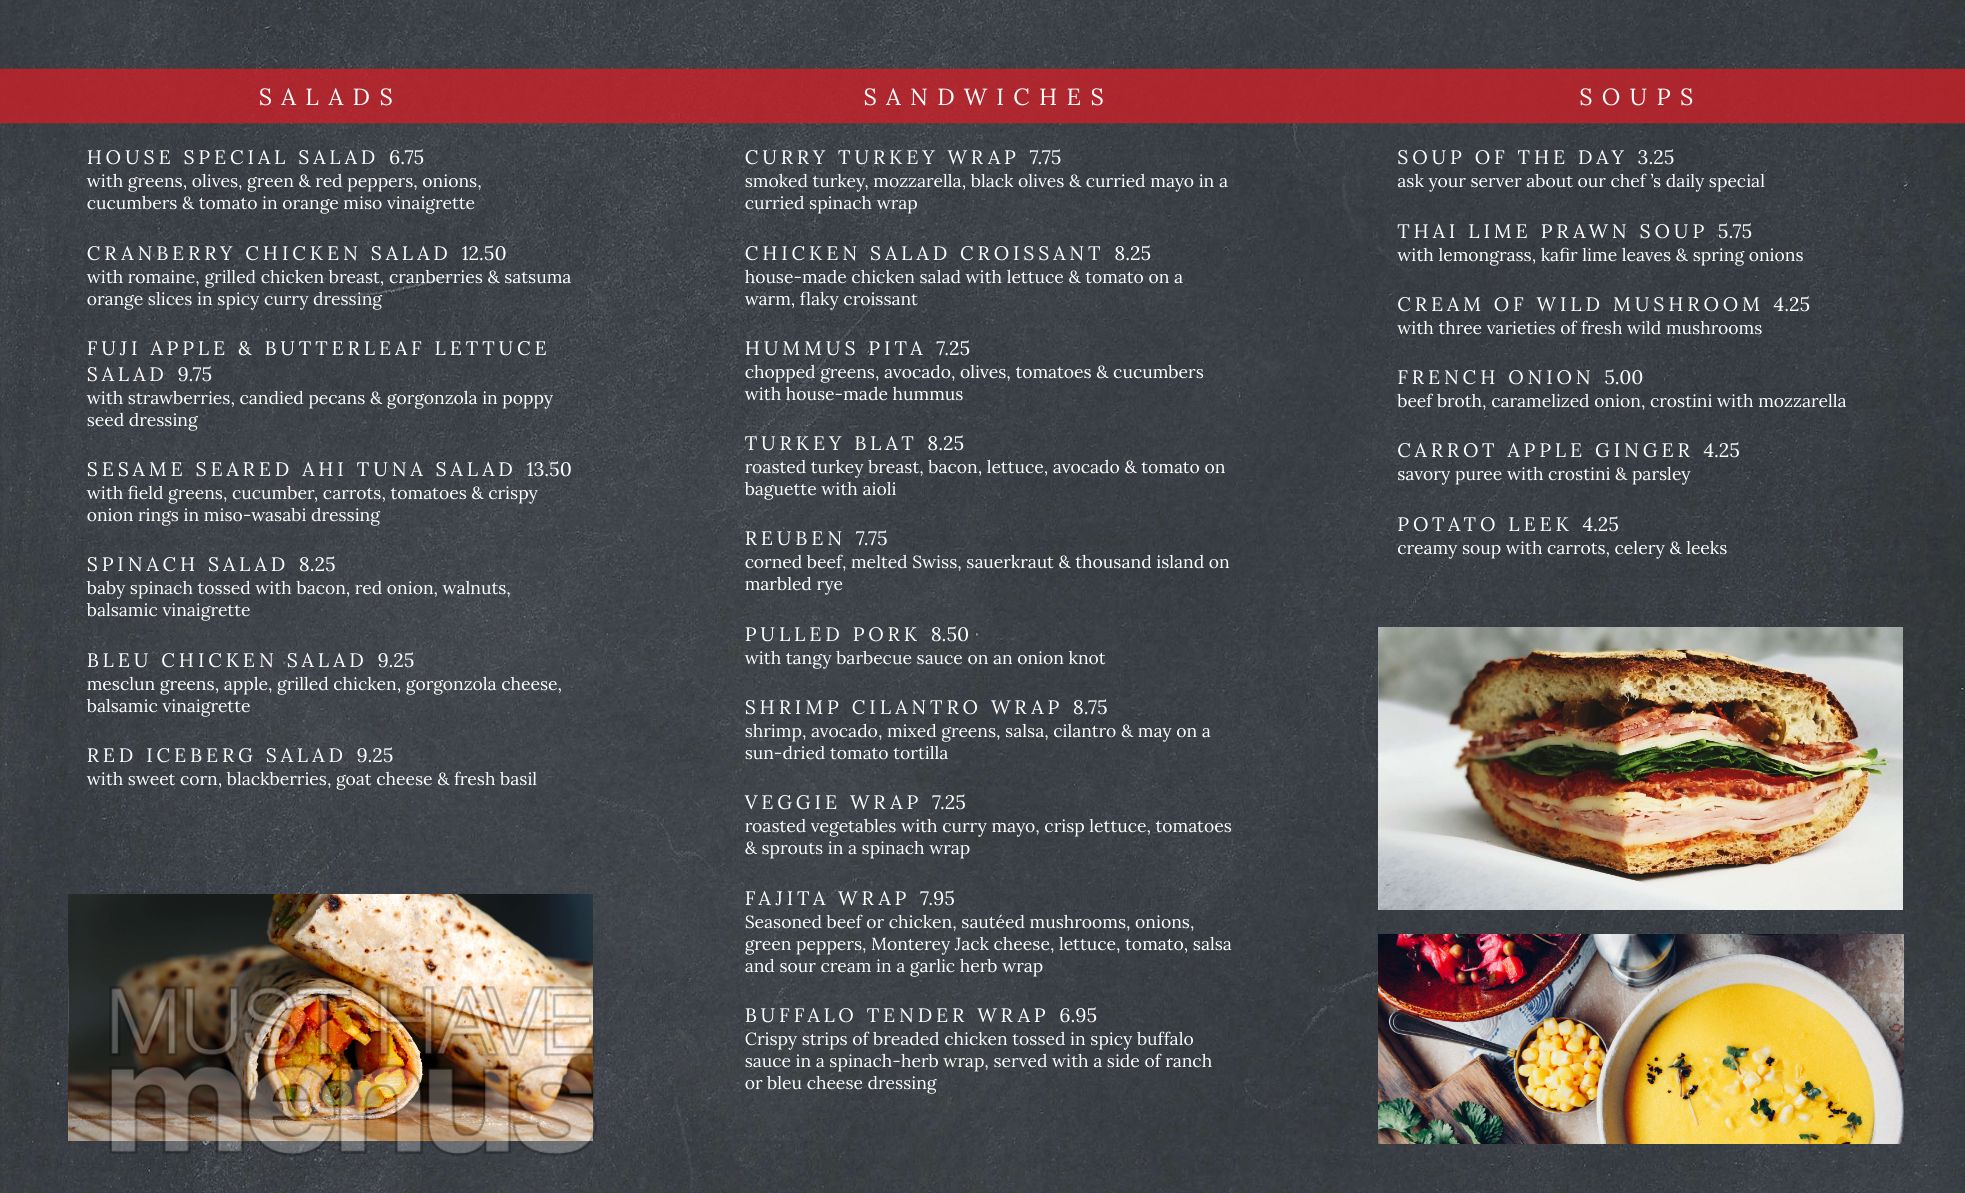 SALADS
HOUSE SPECIAL SALAD 6.75
with greens, olives, green & red peppers, onions,
cucumbers & tomato in orange miso vinaigrette
CRANBERRY CHICKEN SALAD 12.50
with romaine, grilled chicken breast, cranberries & satsuma
orange slices in spicy curry dressing
FUJI APPLE & BUTTERLEAF LETTUCE
SALAD 9.75
with strawberries, candied pecans & gorgonzola in poppy
seed dressing
SESAME SEARED AHI TUNA SALAD 13.50
with field greens, cucumber, carrots, tomatoes & crispy
onion rings in miso-wasabi dressing
SPINACH SALAD 8.25
baby spinach tossed with bacon, red onion, walnuts,
balsamic vinaigrette
BLEU CHICKEN SALAD 9.25
mesclun greens, apple, grilled chicken, gorgonzola cheese,
balsamic vinaigrette
RED ICEBERG SALAD 9.25
with sweet corn, blackberries, goat cheese & fresh basil
MUST HAVE
menus
SANDWICHES
CURRY TURKEY WRAP 7.75
smoked turkey, mozzarella, black olives & curried mayo in a
curried spinach wrap
CHICKEN SALAD CROISSANT 8.25
house-made chicken salad with lettuce & tomato on a
warm, flaky croissant
HUMMUS PITA 7.25
chopped greens, avocado, olives, tomatoes & cucumbers
with house-made hummus
TURKEY BLAT 8.25
roasted turkey breast, bacon, lettuce, avocado & tomato on
baguette with aioli
REUBEN 7.75
corned beef, melted Swiss, sauerkraut & thousand island on
marbled rye
PULLED PORK 8.50
with tangy barbecue sauce on an onion knot
SHRIMP CILANTRO WRAP 8.75
shrimp, avocado, mixed greens, salsa, cilantro & may on a
sun-dried tomato tortilla
VEGGIE WRAP 7.25
roasted vegetables with curry mayo, crisp lettuce, tomatoes
& sprouts in a spinach wrap
FAJITA WRAP 7.95
Seasoned beef or chicken, sautéed mushrooms, onions,
green peppers, Monterey Jack cheese, lettuce, tomato, salsa
and sour cream in a garlic herb wrap
BUFFALO TENDER WRAP 6.95
Crispy strips of breaded chicken tossed in spicy buffalo
sauce in a spinach-herb wrap, served with a side of ranch
or bleu cheese dressing
SOUPS
SOUP OF THE DAY 3.25
ask your server about our chef 's daily special
THAI LIME PRAWN SOUP 5.75
with lemongrass, kafir lime leaves & spring onions
CREAM OF WILD MUSHROOM 4.25
with three varieties of fresh wild mushrooms
FRENCH ONION 5.00
beef broth, caramelized onion, crostini with mozzarella
CARROT APPLE GINGER 4.25
savory puree with crostini & parsley
POTATO LEEK 4.25
creamy soup with carrots, celery & leeks